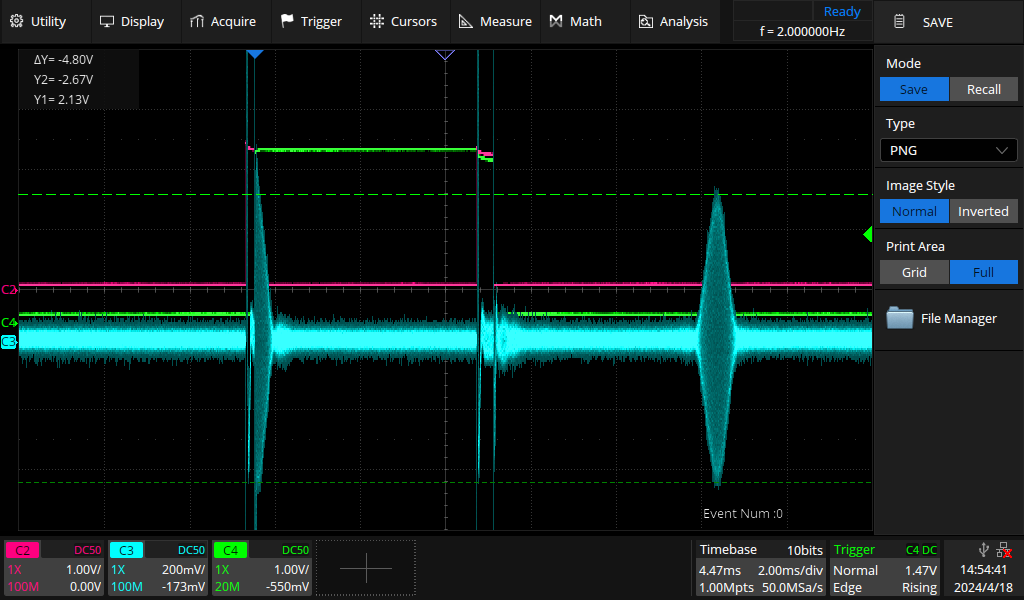 Utility Display Acquire Trigger Cursors Measure Math Analysis Ready SAVE
f = 2.000000Hz
ΔY= -4.80V
Y2= -2.67V
Y1= 2.13V
Mode
Save Recall
Type
PNG
Image Style
Normal Inverted
Print Area
Grid Full
File Manager
C2
C4
C3
Event Num :0
C2 DC50
1X 1.00V/
100M 0.00V
C3 DC50
1X 200mV/
100M -173mV
C4 DC50
1X 1.00V/
20M -550mV
Timebase 10bits
4.47ms 2.00ms/div
1.00Mpts 50.0MSa/s
Trigger C4 DC
Normal 1.47V
Edge Rising
14:54:41
2024/4/18